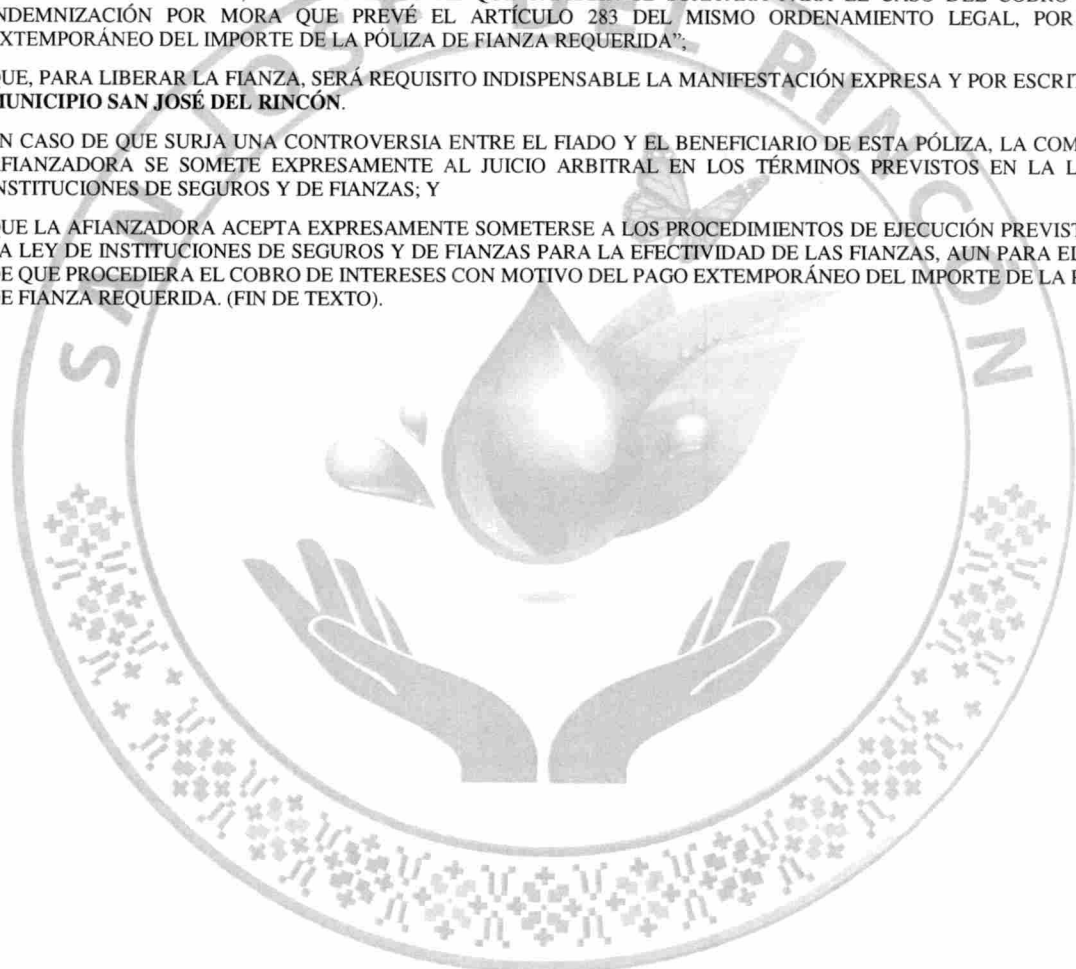 INDEMNIZACIÓN POR MORA QUE PREVÉ EL ARTÍCULO 283 DEL MISMO ORDENAMIENTO LEGAL, POR
EXTEMPORÁNEO DEL IMPORTE DE LA PÓLIZA DE FIANZA REQUERIDA”;
QUE, PARA LIBERAR LA FIANZA, SERÁ REQUISITO INDISPENSABLE LA MANIFESTACIÓN EXPRESA Y POR ESCRIT
MUNICIPIO SAN JOSÉ DEL RINCÓN.
EN CASO DE QUE SURJA UNA CONTROVERSIA ENTRE EL FIADO Y EL BENEFICIARIO DE ESTA PÓLIZA, LA COM
AFIANZADORA SE SOMETE EXPRESAMENTE AL JUICIO ARBITRAL EN LOS TÉRMINOS PREVISTOS EN LA L
INSTITUCIONES DE SEGUROS Y DE FIANZAS; Y
QUE LA AFIANZADORA ACEPTA EXPRESAMENTE SOMETERSE A LOS PROCEDIMIENTOS DE EJECUCIÓN PREVIST
LA LEY DE INSTITUCIONES DE SEGUROS Y DE FIANZAS PARA LA EFECTIVIDAD DE LAS FIANZAS, AUN PARA EL
DE QUE PROCEDIERA EL COBRO DE INTERESES CON MOTIVO DEL PAGO EXTEMPORÁNEO DEL IMPORTE DE LA P
DE FIANZA REQUERIDA. (FIN DE TEXTO).
SAN JOSÉ DEL RINCÓN